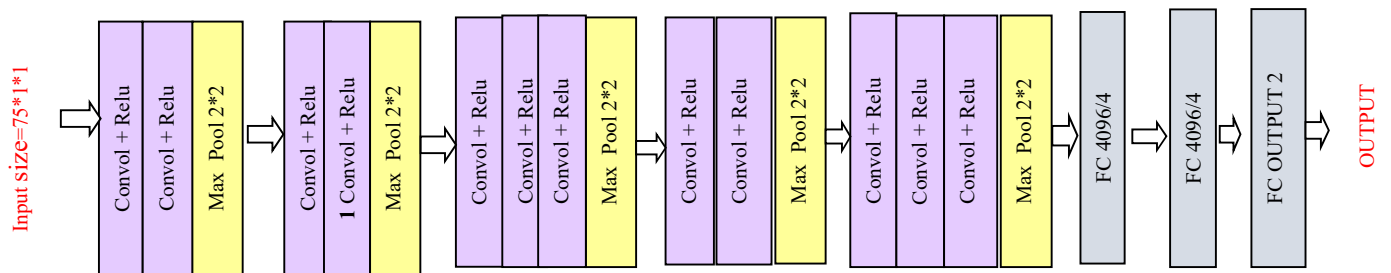 Input size=75*1*1
Convol + Relu
Convol + Relu
Max Pool 2*2
Convol + Relu
1 Convol + Relu
Max Pool 2*2
Convol + Relu
Convol + Relu
Convol + Relu
Max Pool 2*2
Convol + Relu
Convol + Relu
Max Pool 2*2
Convol + Relu
Convol + Relu
Convol + Relu
Max Pool 2*2
FC 4096/4
FC 4096/4
FC OUTPUT 2
OUTPUT